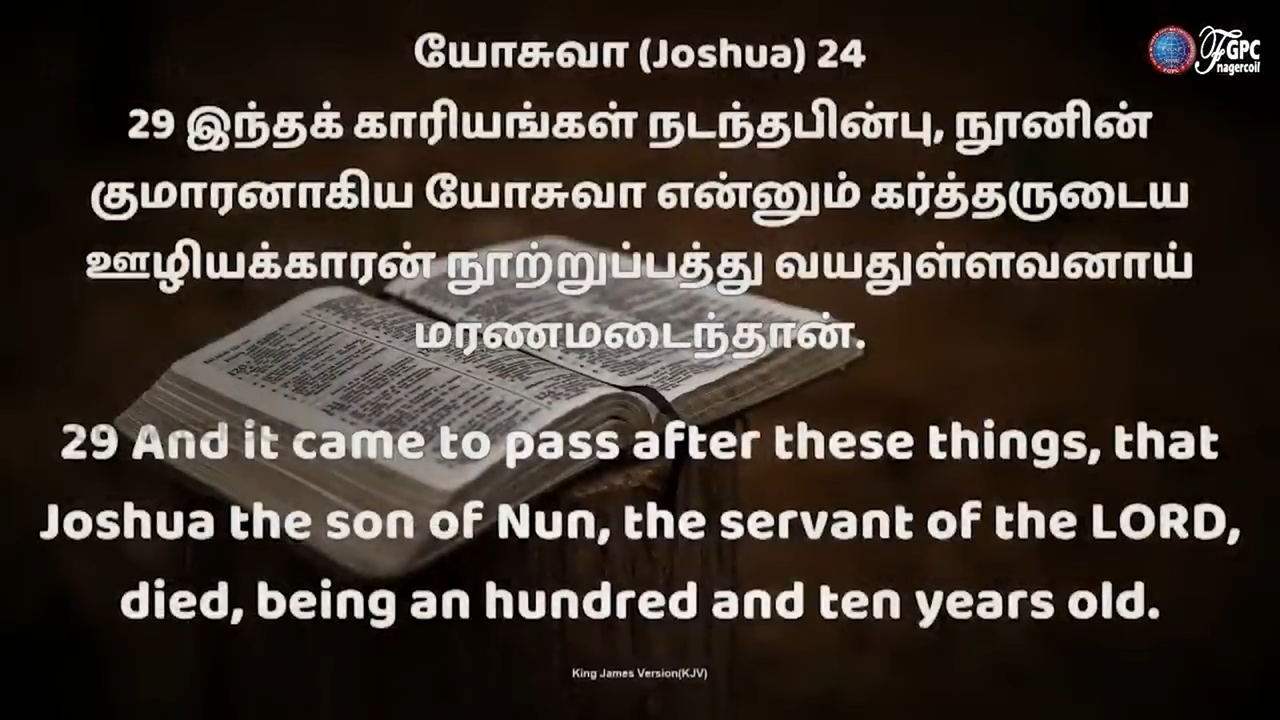 யோசுவா (Joshua) 24
29 இந்தக் காரியங்கள் நடந்தபின்பு, நூனின்
குமாரனாகிய யோசுவா என்னும் கர்த்தருடைய
ஊழியக்காரன் நூற்றுப்பத்து வயதுள்ளவனாய்
மரணமடைந்தான்.
29 And it came to pass after these things, that
Joshua the son of Nun, the servant of the LORD,
died, being an hundred and ten years old.
King James Version(KJV)
FGPC
nagercoil